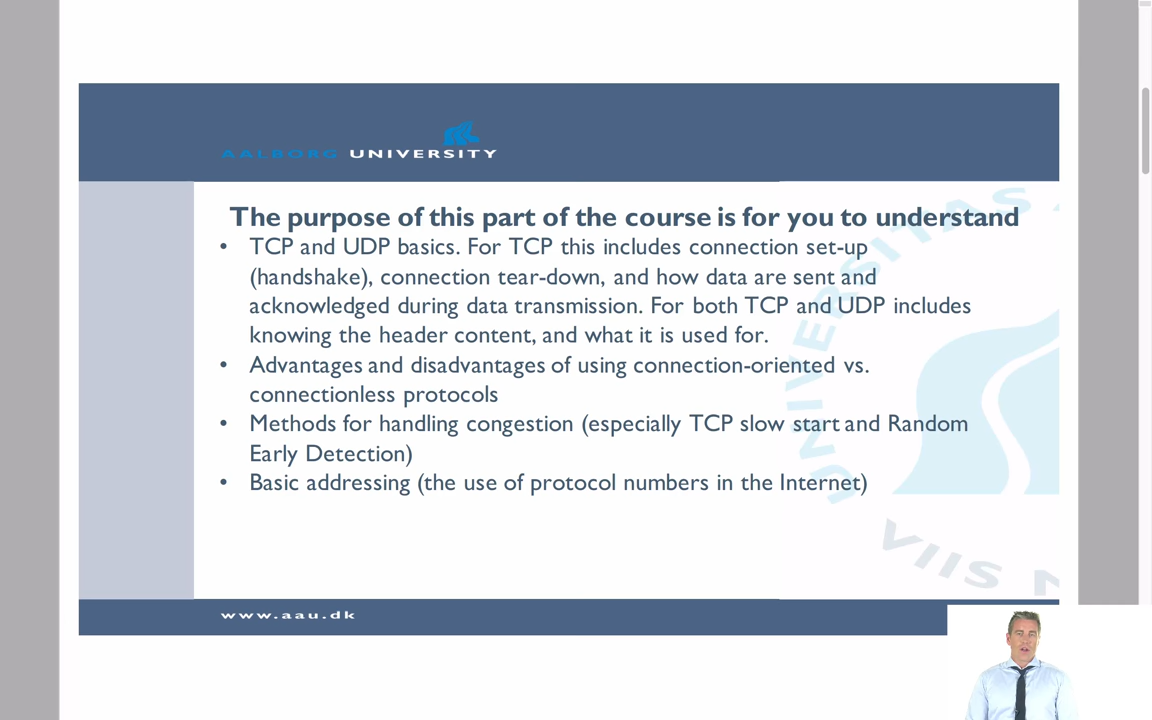 AALBORG UNIVERSITY
The purpose of this part of the course is for you to understand
• TCP and UDP basics. For TCP this includes connection set-up
(handshake), connection tear-down, and how data are sent and
acknowledged during data transmission. For both TCP and UDP includes
knowing the header content, and what it is used for.
• Advantages and disadvantages of using connection-oriented vs.
connectionless protocols
• Methods for handling congestion (especially TCP slow start and Random
Early Detection)
• Basic addressing (the use of protocol numbers in the Internet)
UNIVERSITAS
VIIS
www.aau.dk